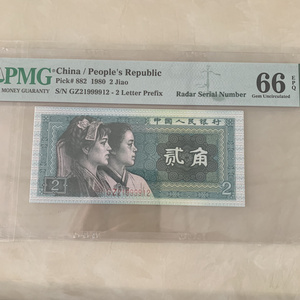 PMG
MONEY GUARANTY
China / People's Republic
Pick# 882 1980 2 Jiao
S/N GZ21999912 - 2 Letter Prefix
Radar Serial Number
66 EPQ
Gem Uncirculated
中国人民银行
贰角
2
2